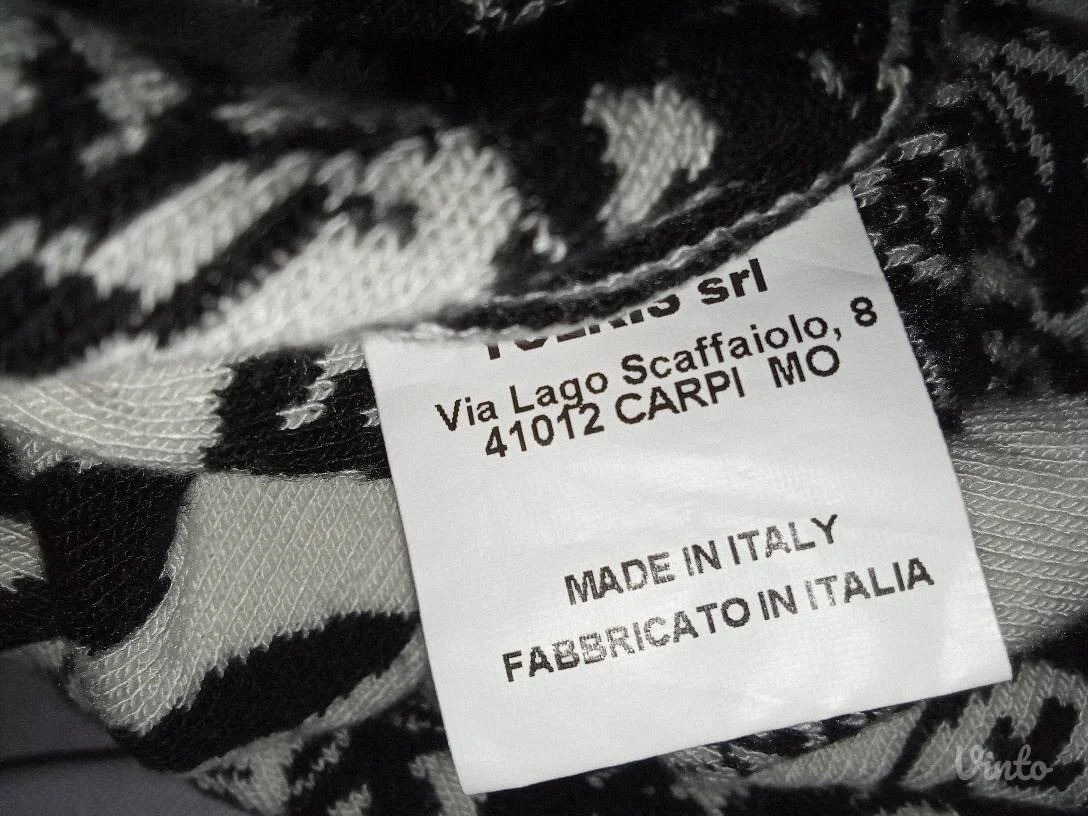 srl
Via Lago Scaffaiolo, 8
41012 CARPI MO
MADE IN ITALY
FABBRICATO IN ITALIA
Vinto